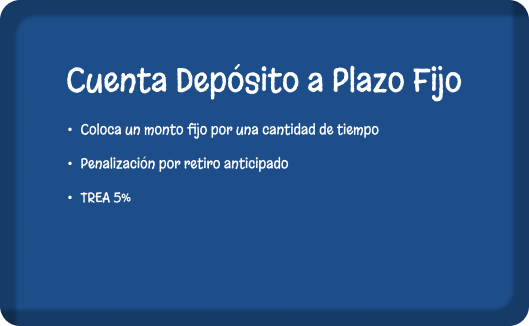 Cuenta Depósito a Plazo Fijo
• Coloca un monto fijo por una cantidad de tiempo
• Penalización por retiro anticipado
• TREA 5%